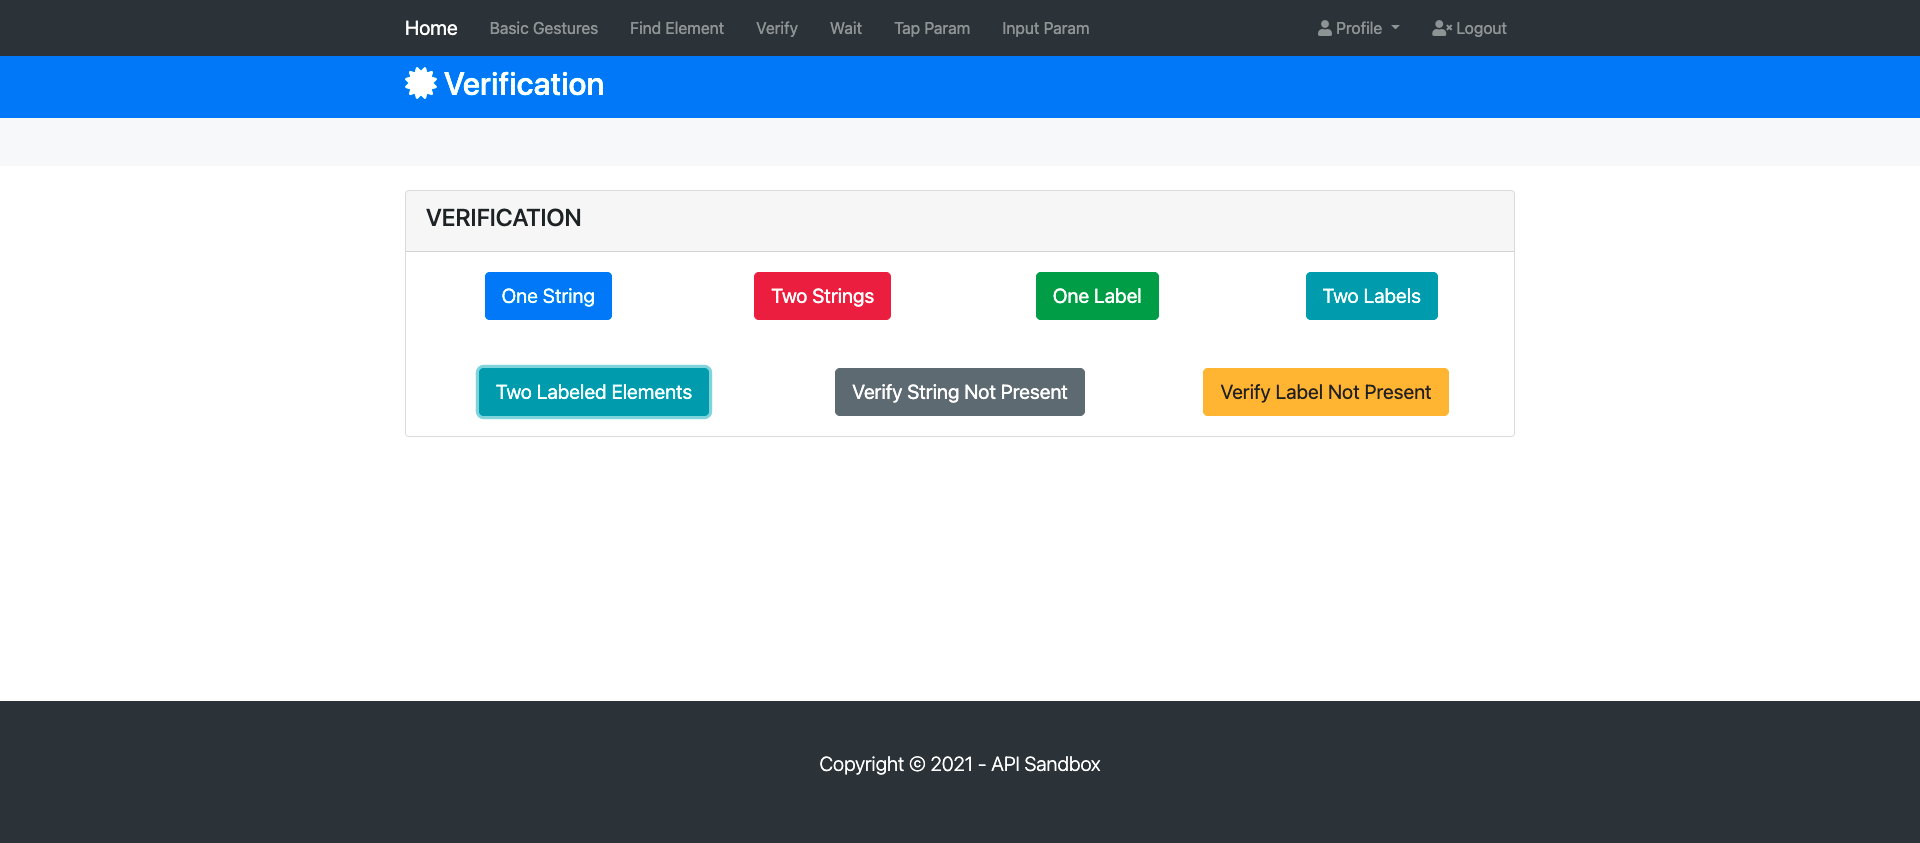 Home Basic Gestures Find Element Verify Wait Tap Param Input Param Profile Logout
Verification
VERIFICATION
One String Two Strings One Label Two Labels
Two Labeled Elements Verify String Not Present Verify Label Not Present
Copyright © 2021 - API Sandbox